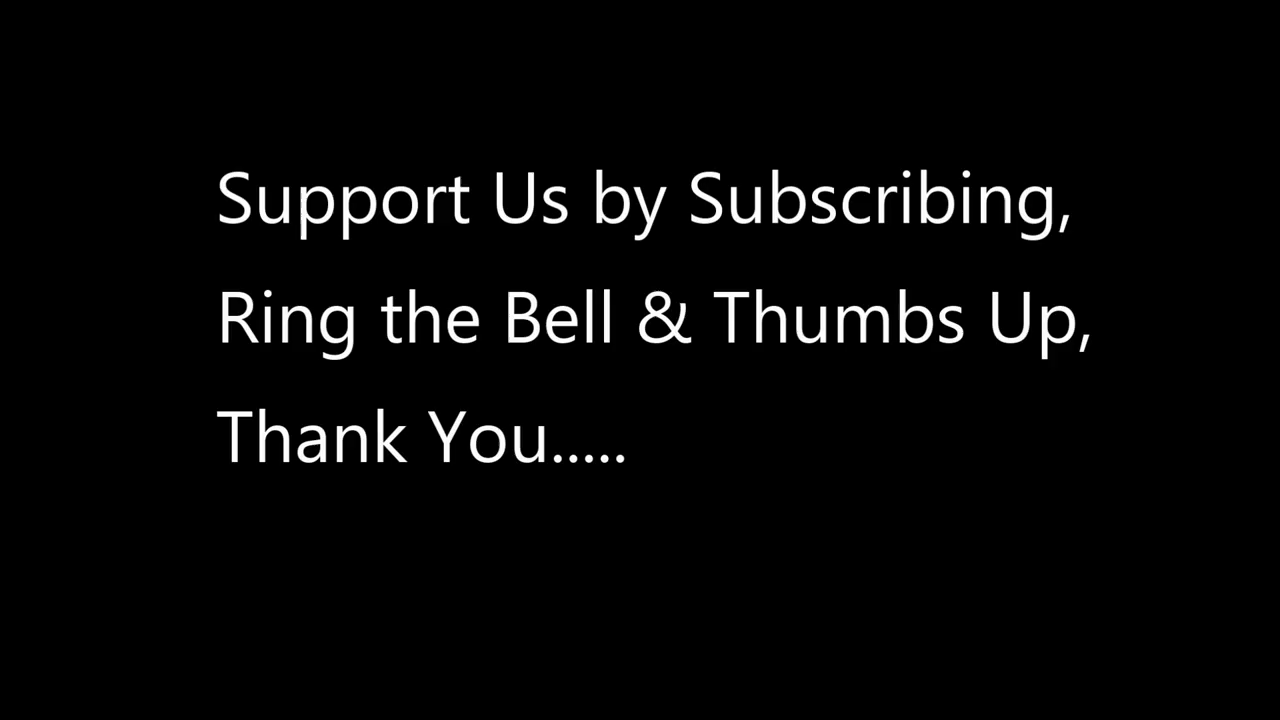 Support Us by Subscribing,
Ring the Bell & Thumbs Up,
Thank You.....